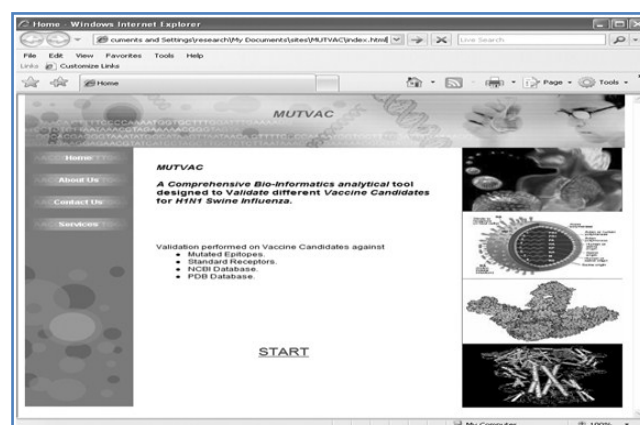 Home - Windows Internet Explorer
cuments and Settings\research\My Documents\sites\MUTVAC\index.html
Live Search
File Edit View Favorites Tools Help
Links Customize Links
Home
Page Tools
MUTVAC
Home
About Us
Contact Us
Services
MUTVAC
A Comprehensive Bio-Informatics analytical tool
designed to Validate different Vaccine Candidates
for H1N1 Swine Influenza.
Validation performed on Vaccine Candidates against
Mutated Epitopes.
Standard Receptors.
NCBI Database.
PDB Database.
START
My Computer
100%